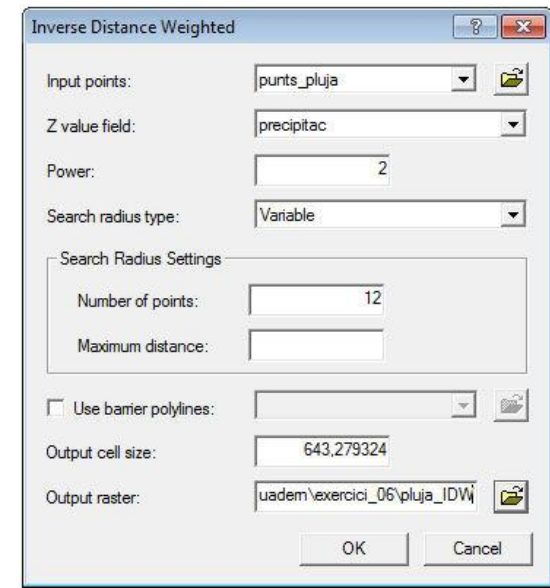 Inverse Distance Weighted
Input points: punts_pluja
Z value field: precipitac
Power: 2
Search radius type: Variable
Search Radius Settings
Number of points: 12
Maximum distance:
Use barrier polylines:
Output cell size: 643,279324
Output raster: uadern\exercici_06\pluja_IDW
OK Cancel